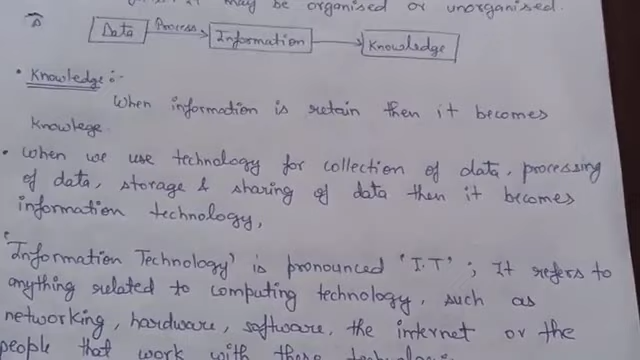 may be organised or unorganised.
Data Process Information Knowledge
• Knowledge :-
When information is retain then it becomes
Knowlege.
• When we use technology for collection of data, processing
of data, storage & sharing of data then it becomes
information technology,
'Information Technology' is pronounced 'I.T' ; It refers to
anything related to computing technology, such as
networking, hardware, software, the internet or the
people that work with these